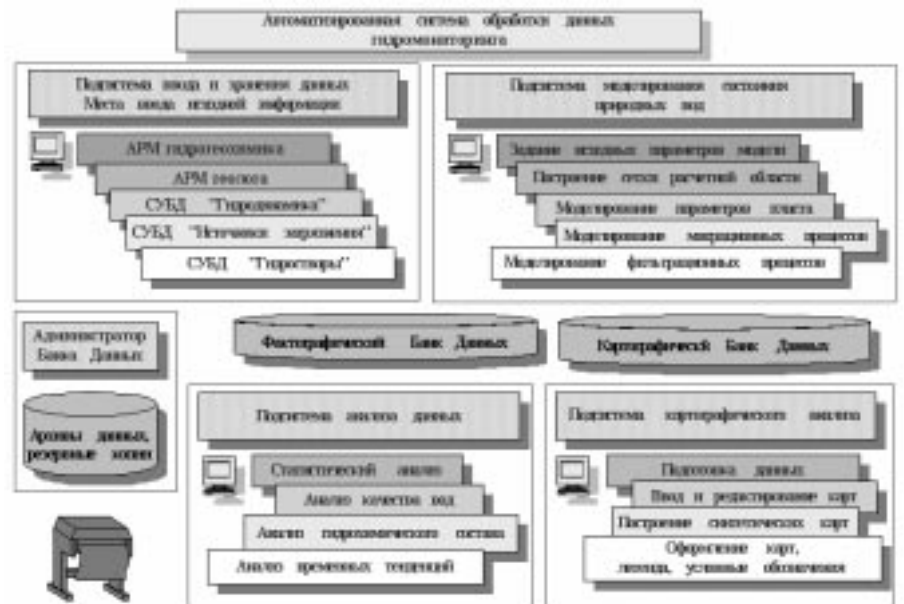 Автоматизированная система обработки данных
гидромониторинга
Подсистема ввода и хранения данных
Места ввода исходной информации
АРМ гидрогеохимика
АРМ геолога
СУБД "Гидродинамика"
СУБД "Источники загрязнения"
СУБД "Гидростворы"
Подсистема моделирования состояния
природных вод
Задание исходных параметров модели
Построение сетки расчетной области
Моделирование параметров пласта
Моделирование миграционных процессов
Моделирование фильтрационных процессов
Администратор
Банка Данных
Архивы данных,
резервные копии
Фактографический Банк Данных
Картографический Банк Данных
Подсистема анализа данных
Статистический анализ
Анализ качества вод
Анализ гидрохимического состава
Анализ временных тенденций
Подсистема картографического анализа
Подготовка данных
Ввод и редактирование карт
Построение синтетических карт
Оформление карт,
легенда, условные обозначения